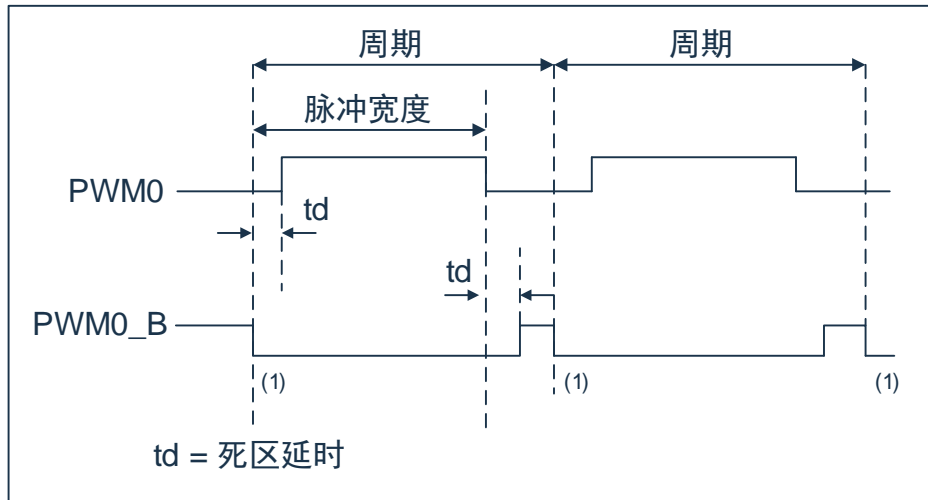 周期 周期
脉冲宽度
PWM0
td
td
PWM0_B
(1) (1) (1)
td = 死区延时